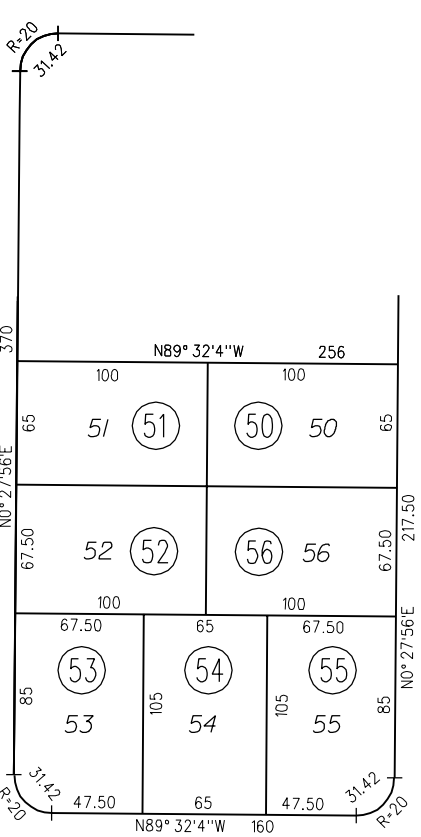 R=20
31.42
370
N89° 32'4"W 256
100 100
65 51 51 50 50 65
N0° 27'56"E
67.50 52 52 56 56 67.50
217.50
100 100
67.50 65 67.50
53 54 55
N0° 27'56"E
85 105 105 85
53 54 55
31.42 31.42
R=20 47.50 65 47.50 R=20
N89° 32'4"W 160